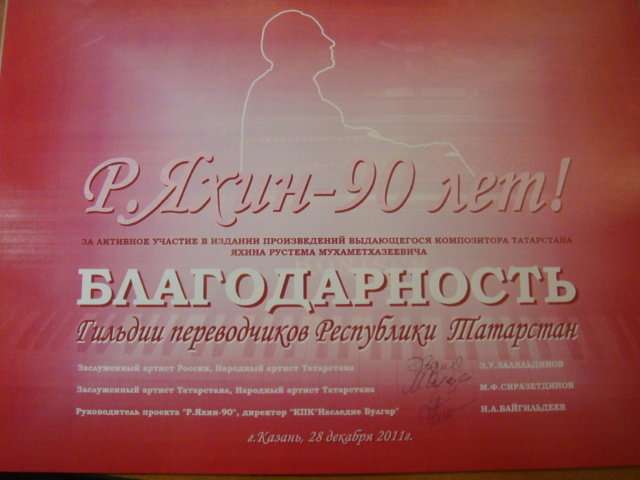 Р.Яхин-90 лет!
ЗА АКТИВНОЕ УЧАСТИЕ В ИЗДАНИИ ПРОИЗВЕДЕНИЙ ВЫДАЮЩЕГОСЯ КОМПОЗИТОРА ТАТАРСТАНА
ЯХИНА РУСТЕМА МУХАМЕТХАЗЕЕВИЧА
БЛАГОДАРНОСТЬ
Гильдии переводчиков Республики Татарстан
Заслуженный артист России, Народный артист Татарстана Э.У.ЗАЛЯЛЬДИНОВ
Заслуженный артист Татарстана, Народный артист Татарстана М.Ф.СИРАЗЕТДИНОВ
Руководитель проекта "Р.Яхин-90", директор "КПК"Наследие Булгар" И.А.БАЙГИЛЬДЕЕВ
г.Казань, 28 декабря 2011г.